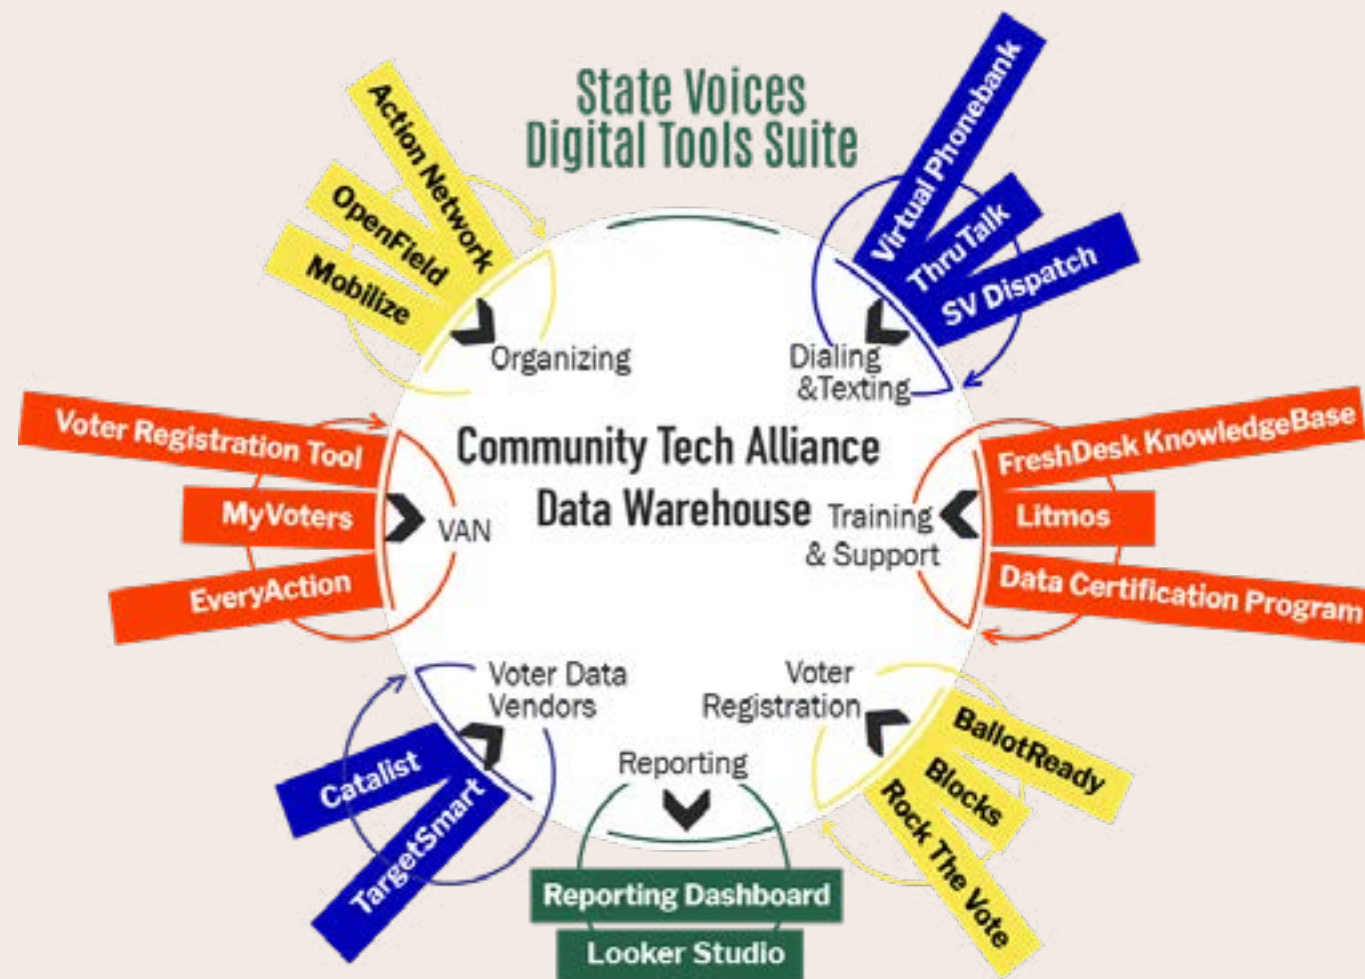 State Voices
Digital Tools Suite
Action Network
OpenField
Mobilize
Organizing
Virtual Phonebank
ThruTalk
SV Dispatch
Dialing
&Texting
Voter Registration Tool
MyVoters
EveryAction
VAN
Community Tech Alliance
Data Warehouse
Training
& Support
FreshDesk KnowledgeBase
Litmos
Data Certification Program
Voter Data
Vendors
Catalist
TargetSmart
Reporting
Reporting Dashboard
Looker Studio
Voter
Registration
BallotReady
Blocks
Rock The Vote